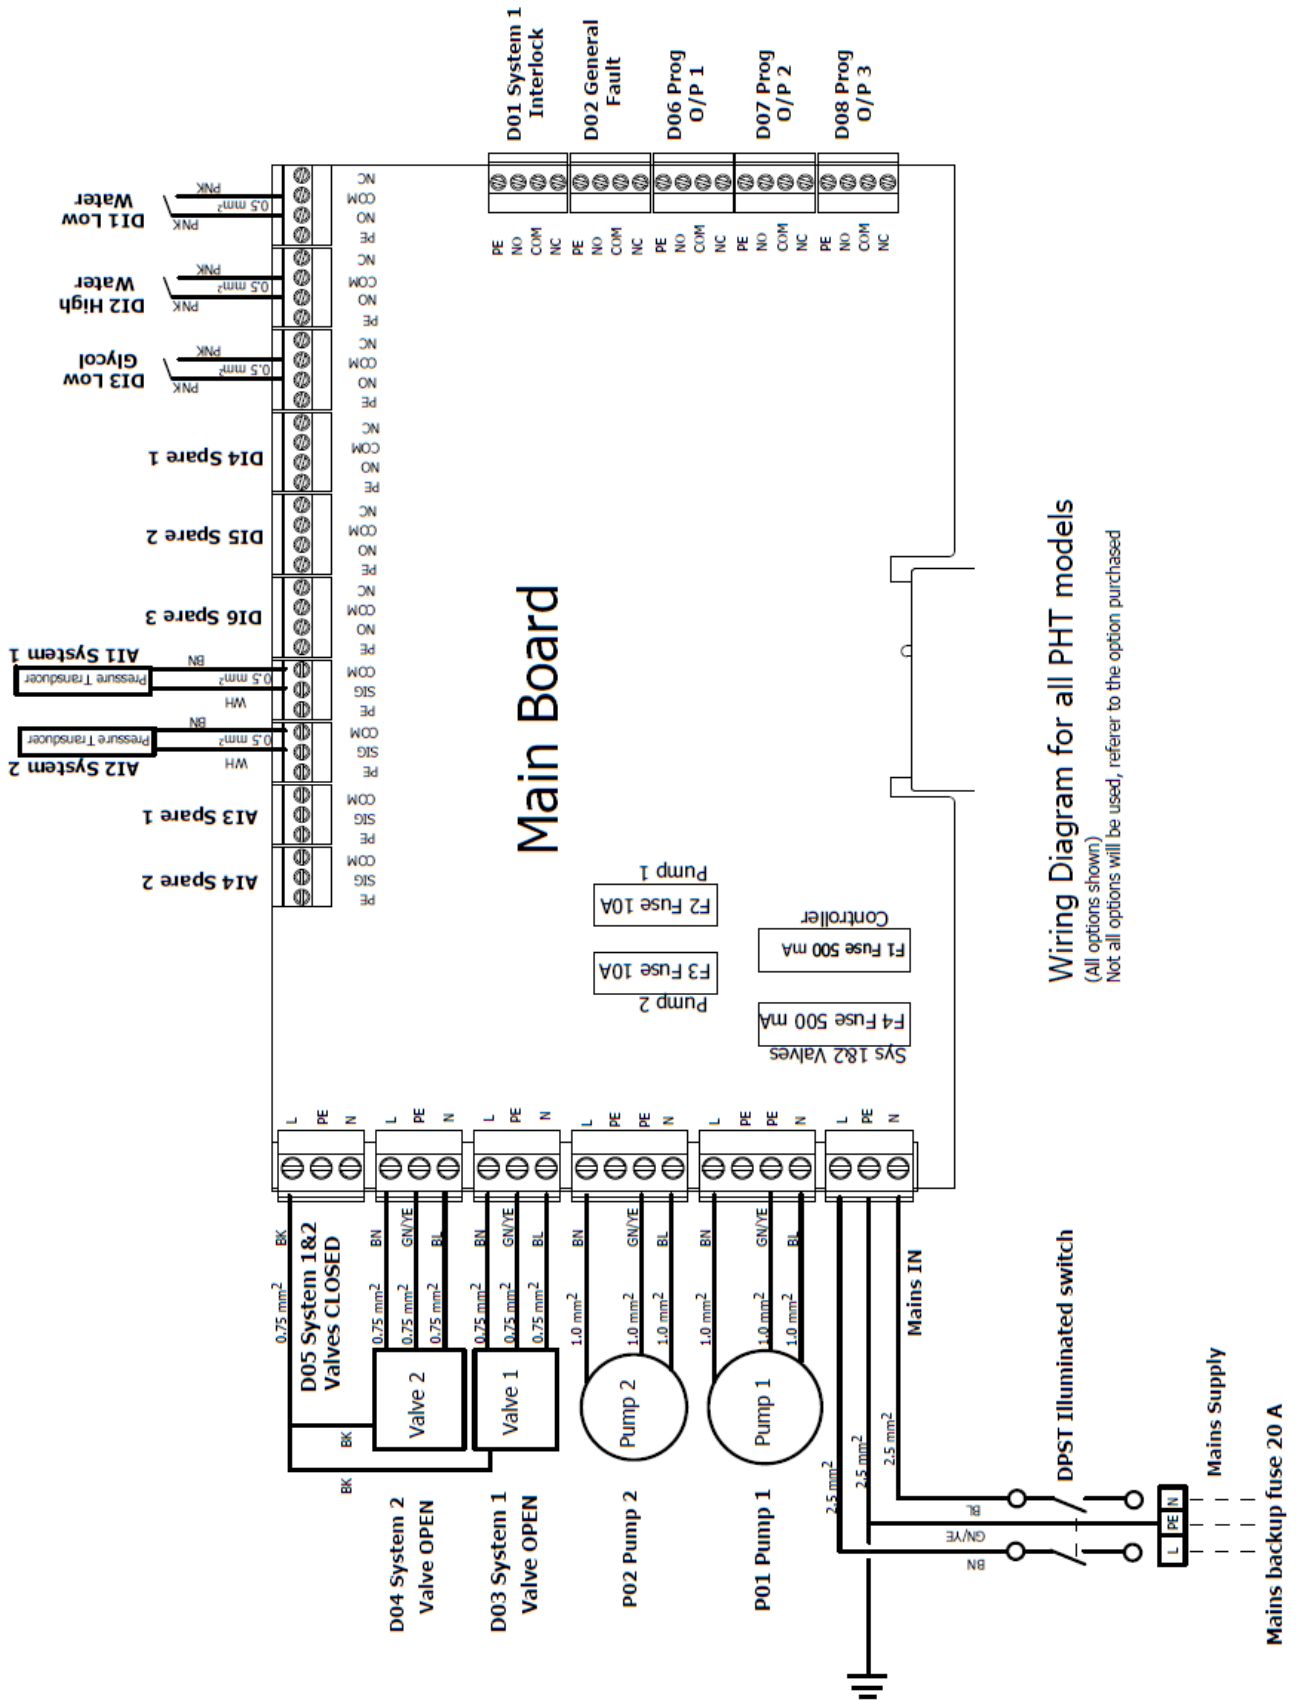 Wiring Diagram for all PHT models
(All options shown)
Not all options will be used, referer to the option purchased
Main Board
D01 System 1
Interlock
D02 General
Fault
D06 Prog
O/P 1
D07 Prog
O/P 2
D08 Prog
O/P 3
PE
NO
COM
NC
PE
NO
COM
NC
PE
NO
COM
NC
PE
NO
COM
NC
PE
NO
COM
NC
DI1 Low
Water
PNK
0.5 mm²
PNK
NC
COM
NO
PE
DI2 High
Water
PNK
0.5 mm²
PNK
NC
COM
NO
PE
DI3 Low
Glycol
PNK
0.5 mm²
PNK
NC
COM
NO
PE
DI4 Spare 1
NC
COM
NO
PE
DI5 Spare 2
NC
COM
NO
PE
DI6 Spare 3
NC
COM
NO
PE
AI1 System 1
Pressure Transducer
BN
0.5 mm²
WH
COM
SIG
PE
Pressure Transducer
AI2 System 2
BN
0.5 mm²
WH
COM
SIG
PE
AI3 Spare 1
COM
SIG
PE
AI4 Spare 2
COM
SIG
PE
Pump 1
F2 Fuse 10A
F3 Fuse 10A
Pump 2
Controller
F1 Fuse 500 mA
F4 Fuse 500 mA
Sys 1&2 Valves
L
PE
N
L
PE
N
L
PE
N
L
PE
PE
N
L
PE
PE
N
L
PE
N
BK
0.75 mm²
D05 System 1&2
Valves CLOSED
BN
GN/YE
BL
0.75 mm²
0.75 mm²
0.75 mm²
Valve 2
BK
BK
D04 System 2
Valve OPEN
BN
GN/YE
BL
0.75 mm²
0.75 mm²
0.75 mm²
Valve 1
D03 System 1
Valve OPEN
BN
GN/YE
BL
1.0 mm²
1.0 mm²
1.0 mm²
Pump 2
P02 Pump 2
BN
GN/YE
BL
1.0 mm²
1.0 mm²
1.0 mm²
Pump 1
P01 Pump 1
Mains IN
2.5 mm²
2.5 mm²
2.5 mm²
BL
GN/YE
BN
DPST Illuminated switch
N
PE
L
Mains Supply
Mains backup fuse 20 A